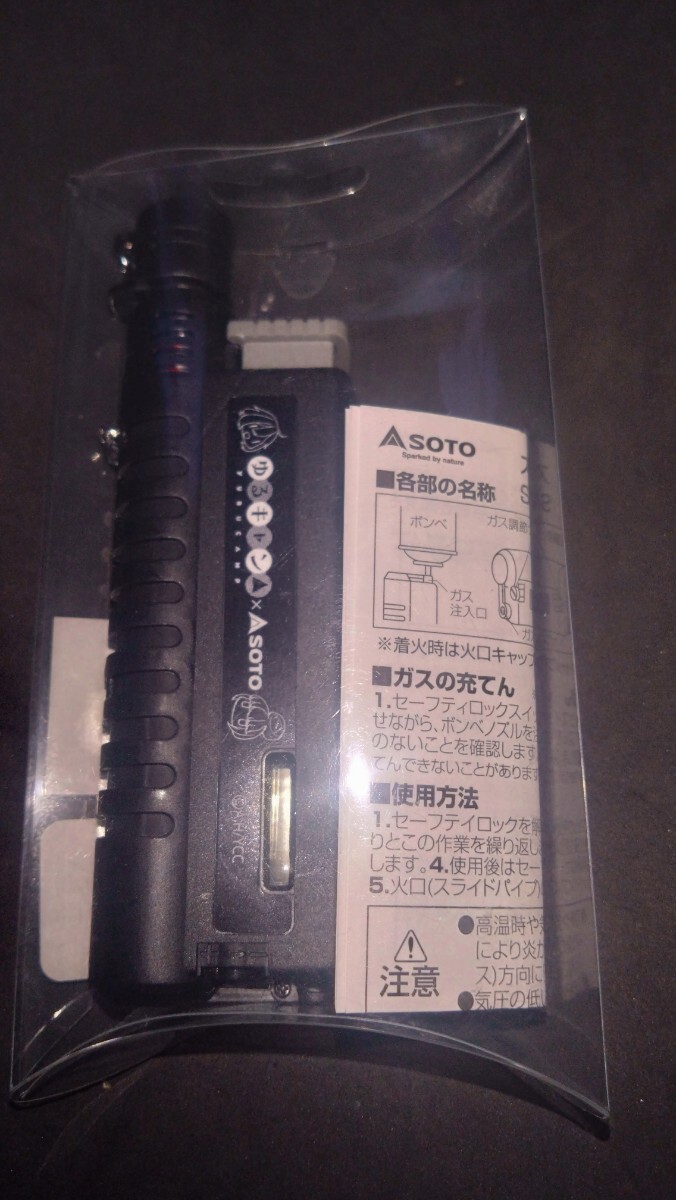 ゆるキャン△×SOTO
YURUCAMP
©AH/YCC
SOTO
Sparked by nature
■各部の名称
ボンベ
ガス調節
ガス
注入口
※着火時は火口キャップ
■ガスの充てん
1.セーフティロックスイ
せながら、ボンベノズルを
のないことを確認します
てんできないことがあります
■使用方法
1.セーフテイロックを解
りとこの作業を繰り返し
します。4.使用後はセー
5.火口(スライドパイプ
注意
●高温時や
により炎が
ス)方向に
●気圧の低い